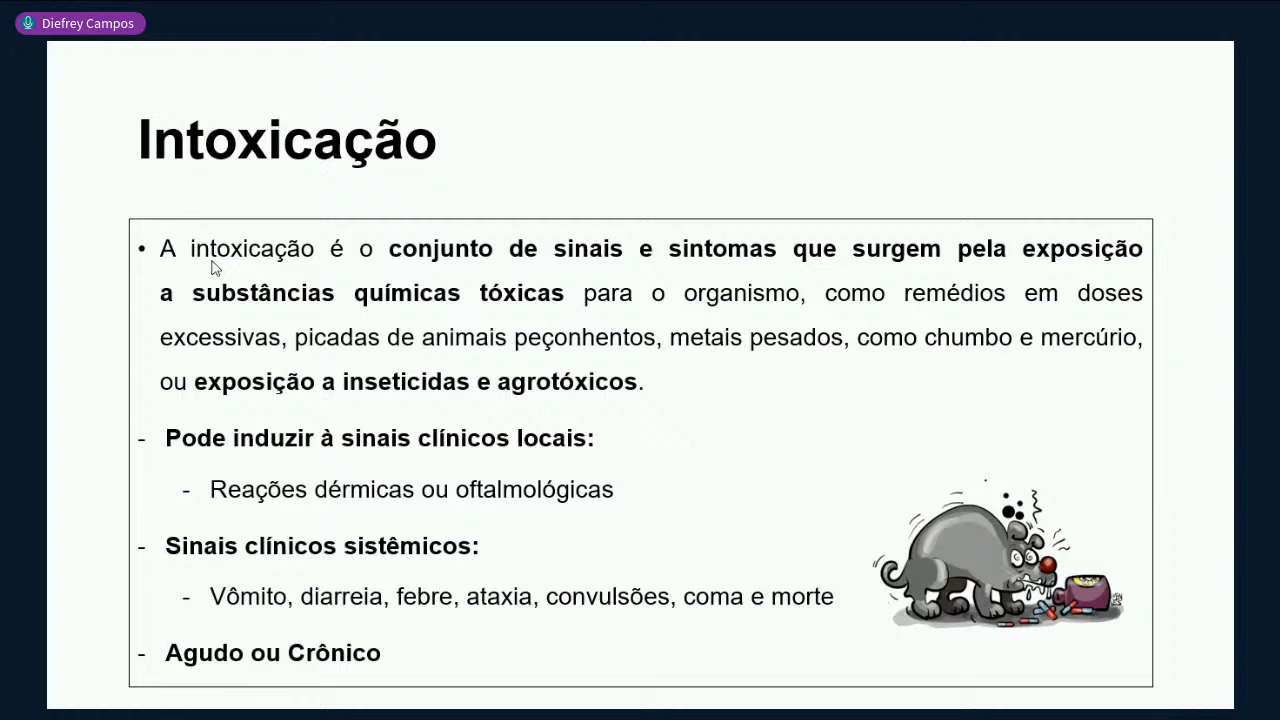 Diefrey Campos
Intoxicação
• A intoxicação é o conjunto de sinais e sintomas que surgem pela exposição
a substâncias químicas tóxicas para o organismo, como remédios em doses
excessivas, picadas de animais peçonhentos, metais pesados, como chumbo e mercúrio,
ou exposição a inseticidas e agrotóxicos.
- Pode induzir à sinais clínicos locais:
- Reações dérmicas ou oftalmológicas
- Sinais clínicos sistêmicos:
- Vômito, diarreia, febre, ataxia, convulsões, coma e morte
- Agudo ou Crônico